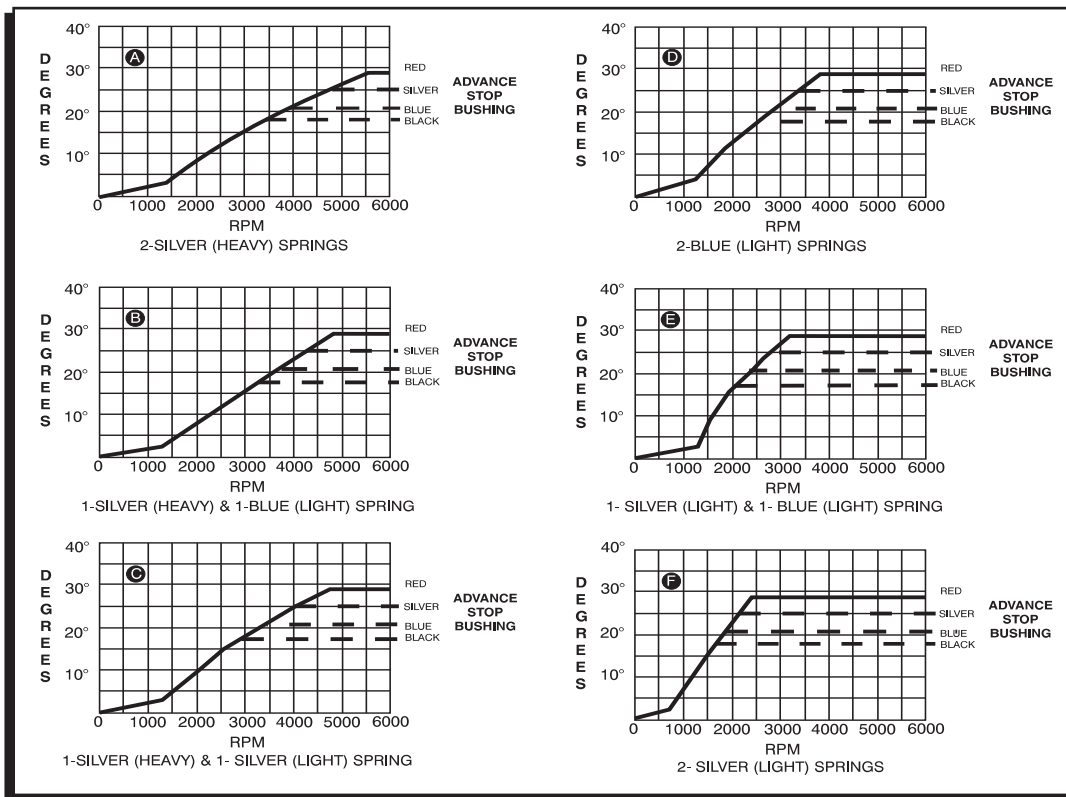 A
DEGREES
40°
30°
20°
10°
0 1000 2000 3000 4000 5000 6000
RPM
RED
SILVER
BLUE
BLACK
ADVANCE
STOP
BUSHING
2-SILVER (HEAVY) SPRINGS
B
DEGREES
40°
30°
20°
10°
0 1000 2000 3000 4000 5000 6000
RPM
RED
SILVER
BLUE
BLACK
ADVANCE
STOP
BUSHING
1-SILVER (HEAVY) & 1-BLUE (LIGHT) SPRING
C
DEGREES
40°
30°
20°
10°
0 1000 2000 3000 4000 5000 6000
RPM
RED
SILVER
BLUE
BLACK
ADVANCE
STOP
BUSHING
1-SILVER (HEAVY) & 1- SILVER (LIGHT) SPRING
D
DEGREES
40°
30°
20°
10°
0 1000 2000 3000 4000 5000 6000
RPM
RED
SILVER
BLUE
BLACK
ADVANCE
STOP
BUSHING
2-BLUE (LIGHT) SPRINGS
E
DEGREES
40°
30°
20°
10°
0 1000 2000 3000 4000 5000 6000
RPM
RED
SILVER
BLUE
BLACK
ADVANCE
STOP
BUSHING
1- SILVER (LIGHT) & 1- BLUE (LIGHT) SPRING
F
DEGREES
40°
30°
20°
10°
0 1000 2000 3000 4000 5000 6000
RPM
RED
SILVER
BLUE
BLACK
ADVANCE
STOP
BUSHING
2- SILVER (LIGHT) SPRINGS